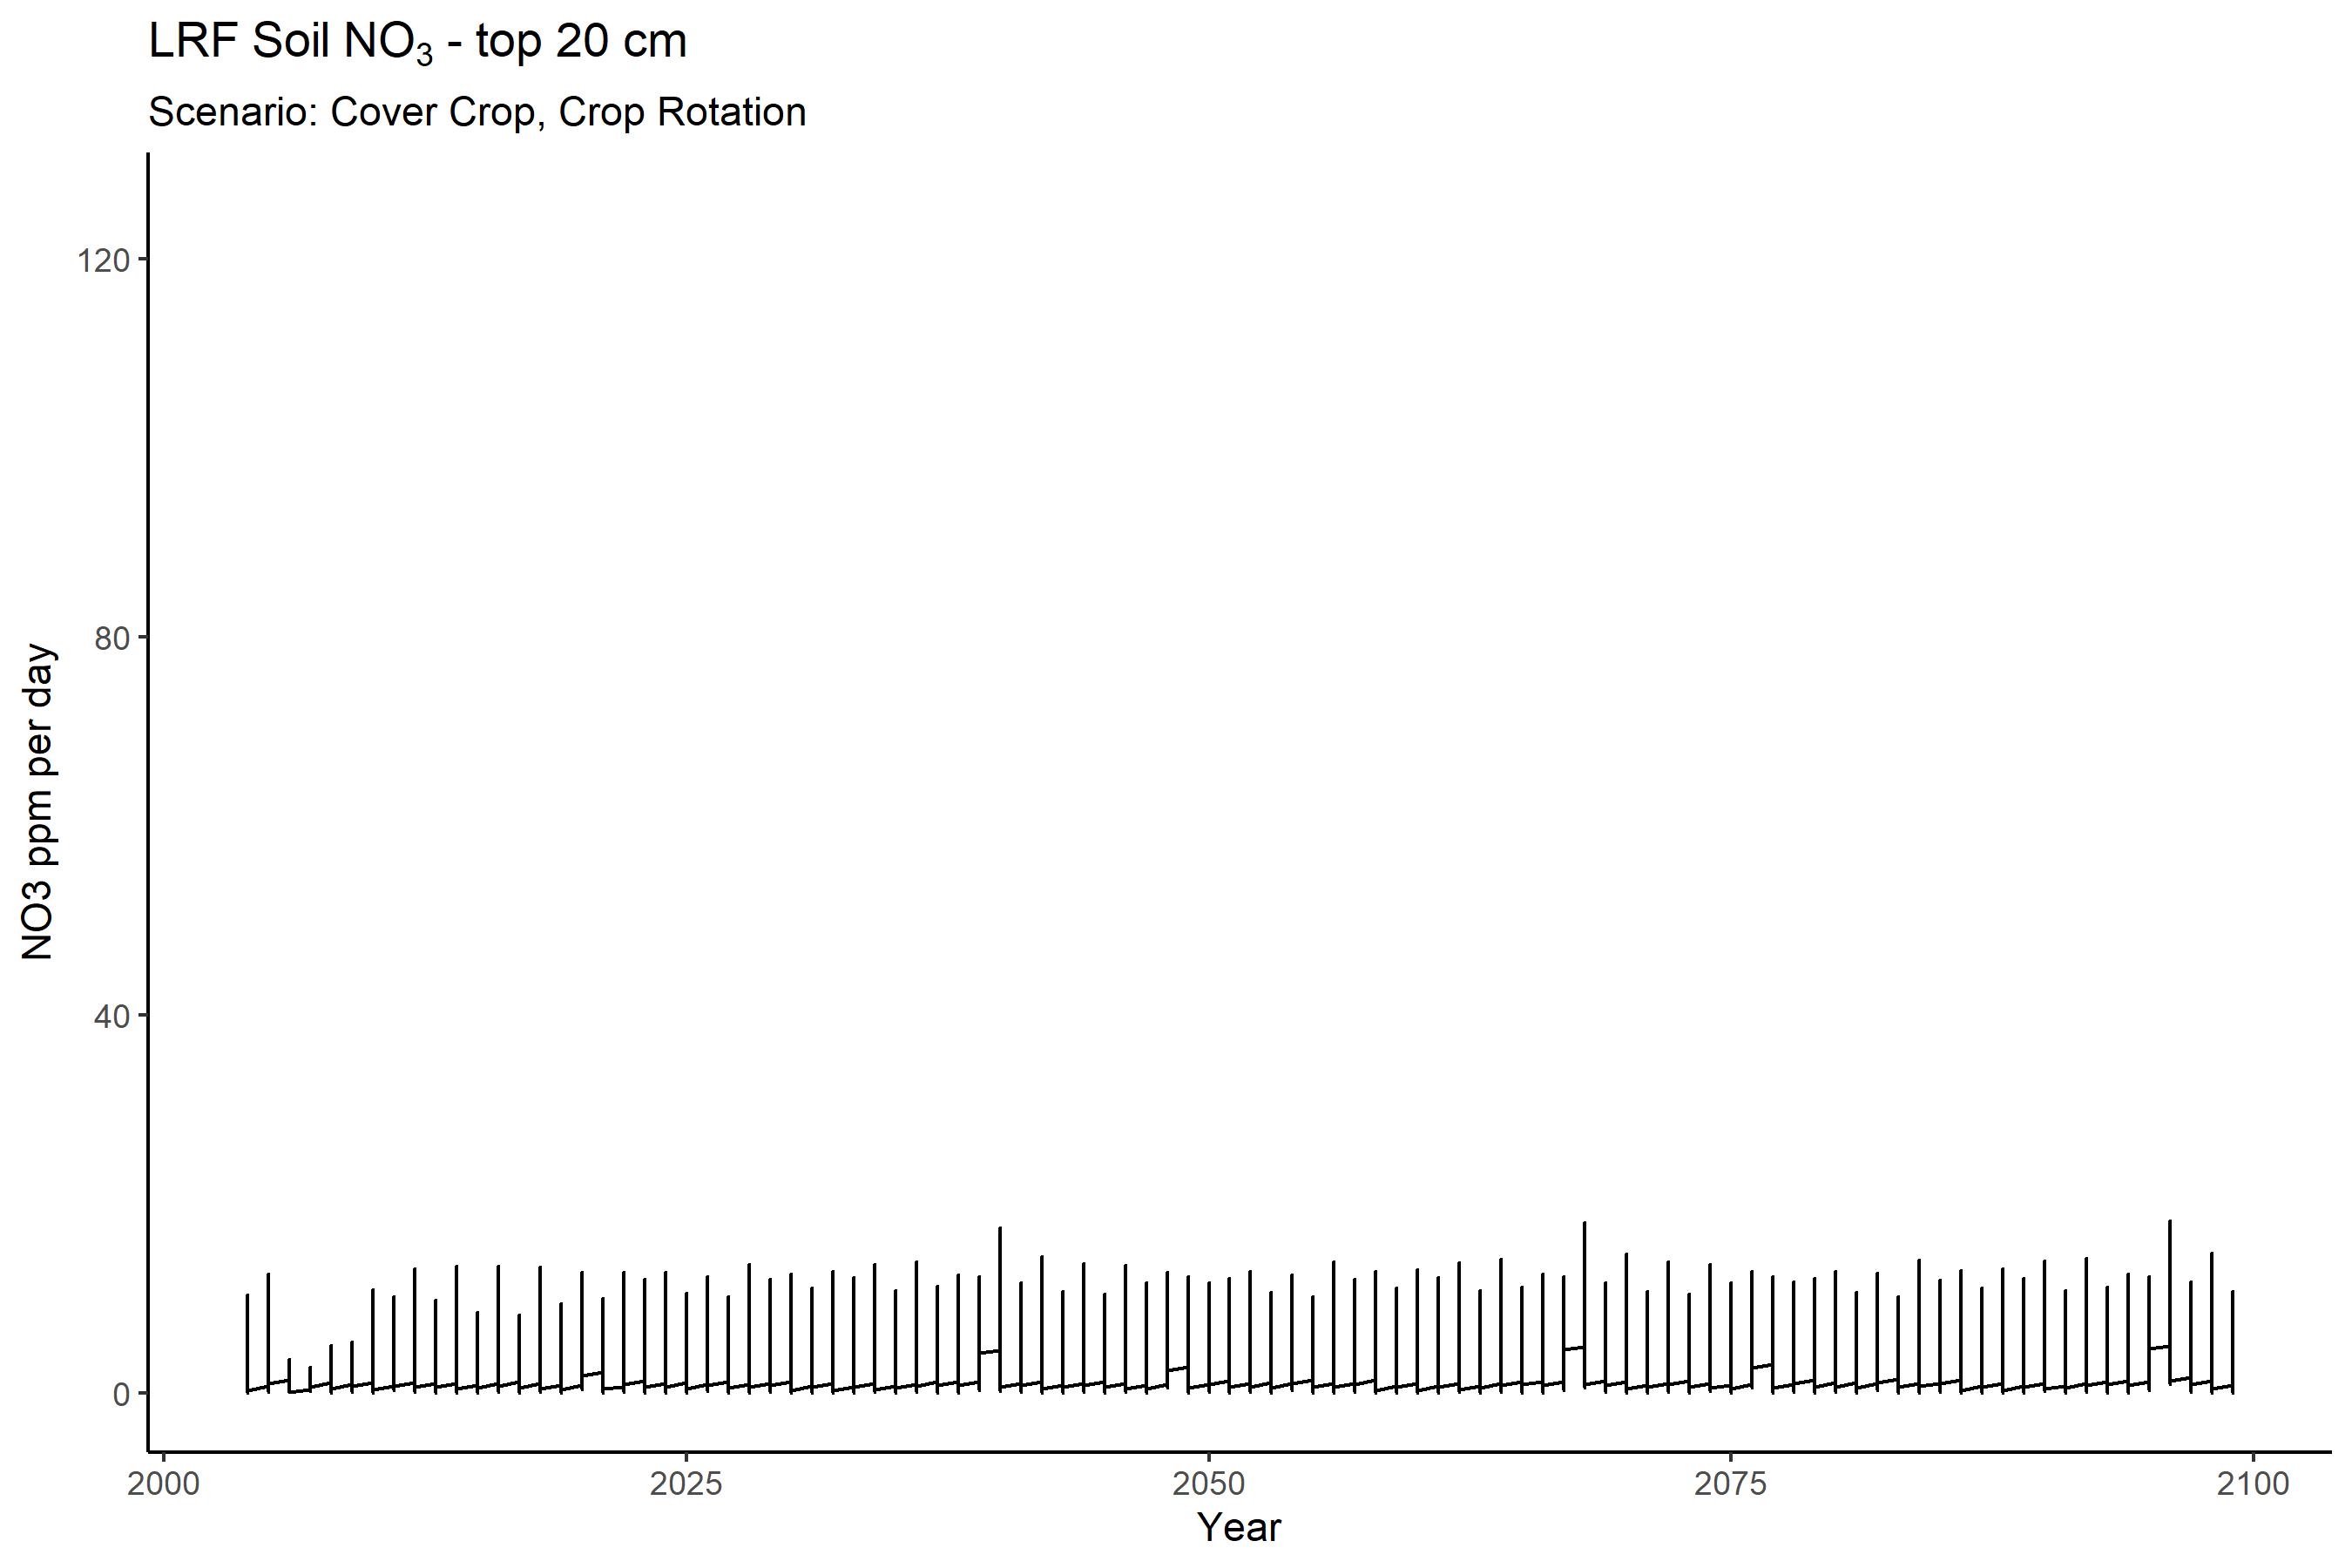 LRF Soil NO₃ - top 20 cm
Scenario: Cover Crop, Crop Rotation
NO3 ppm per day
120
80
40
0
2000 2025 2050 2075 2100
Year